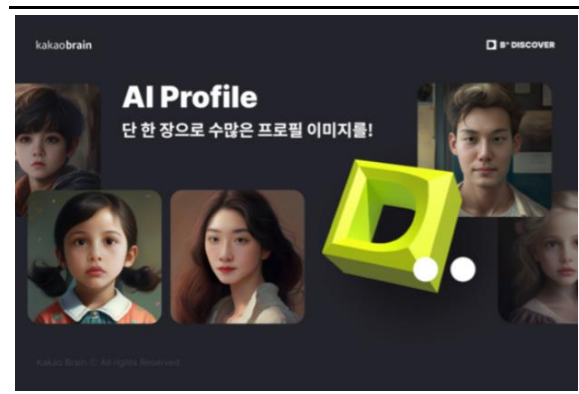 kakaobrain
B^ DISCOVER
AI Profile
단 한 장으로 수많은 프로필 이미지를!
Kakao Brain © All rights Reserved.